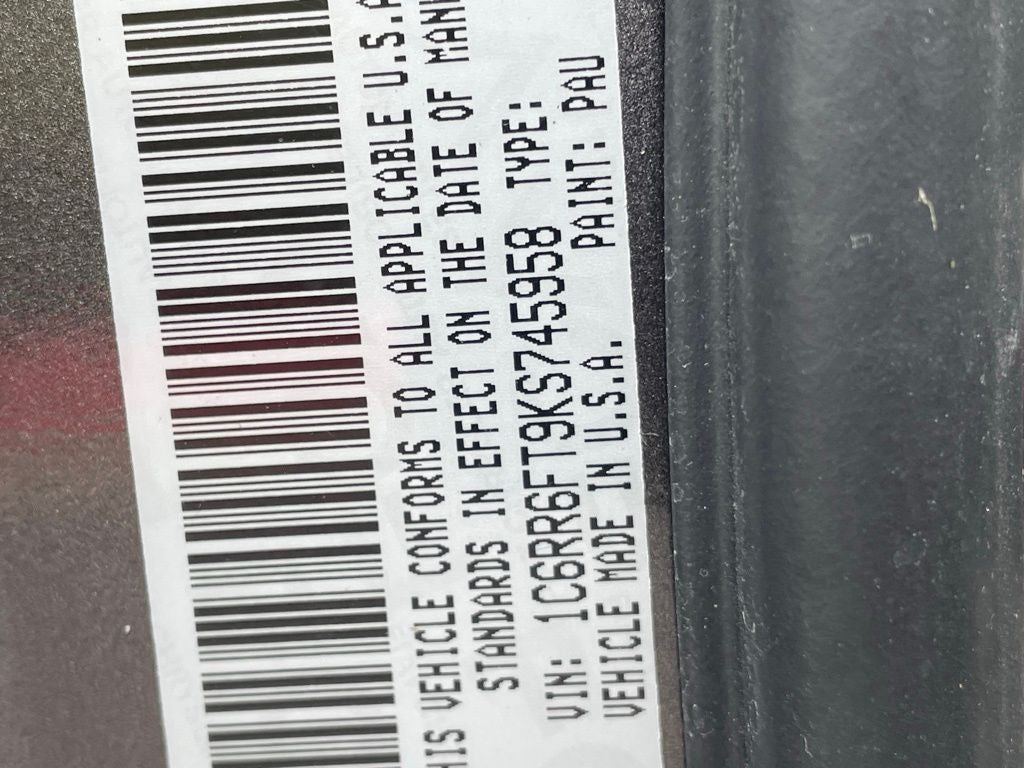 HIS VEHICLE CONFORMS TO ALL APPLICABLE U.S.A
STANDARDS IN EFFECT ON THE DATE OF MANU
VIN: 1C6RR6FT9KS745958 TYPE:
VEHICLE MADE IN U.S.A. PAINT: PAU